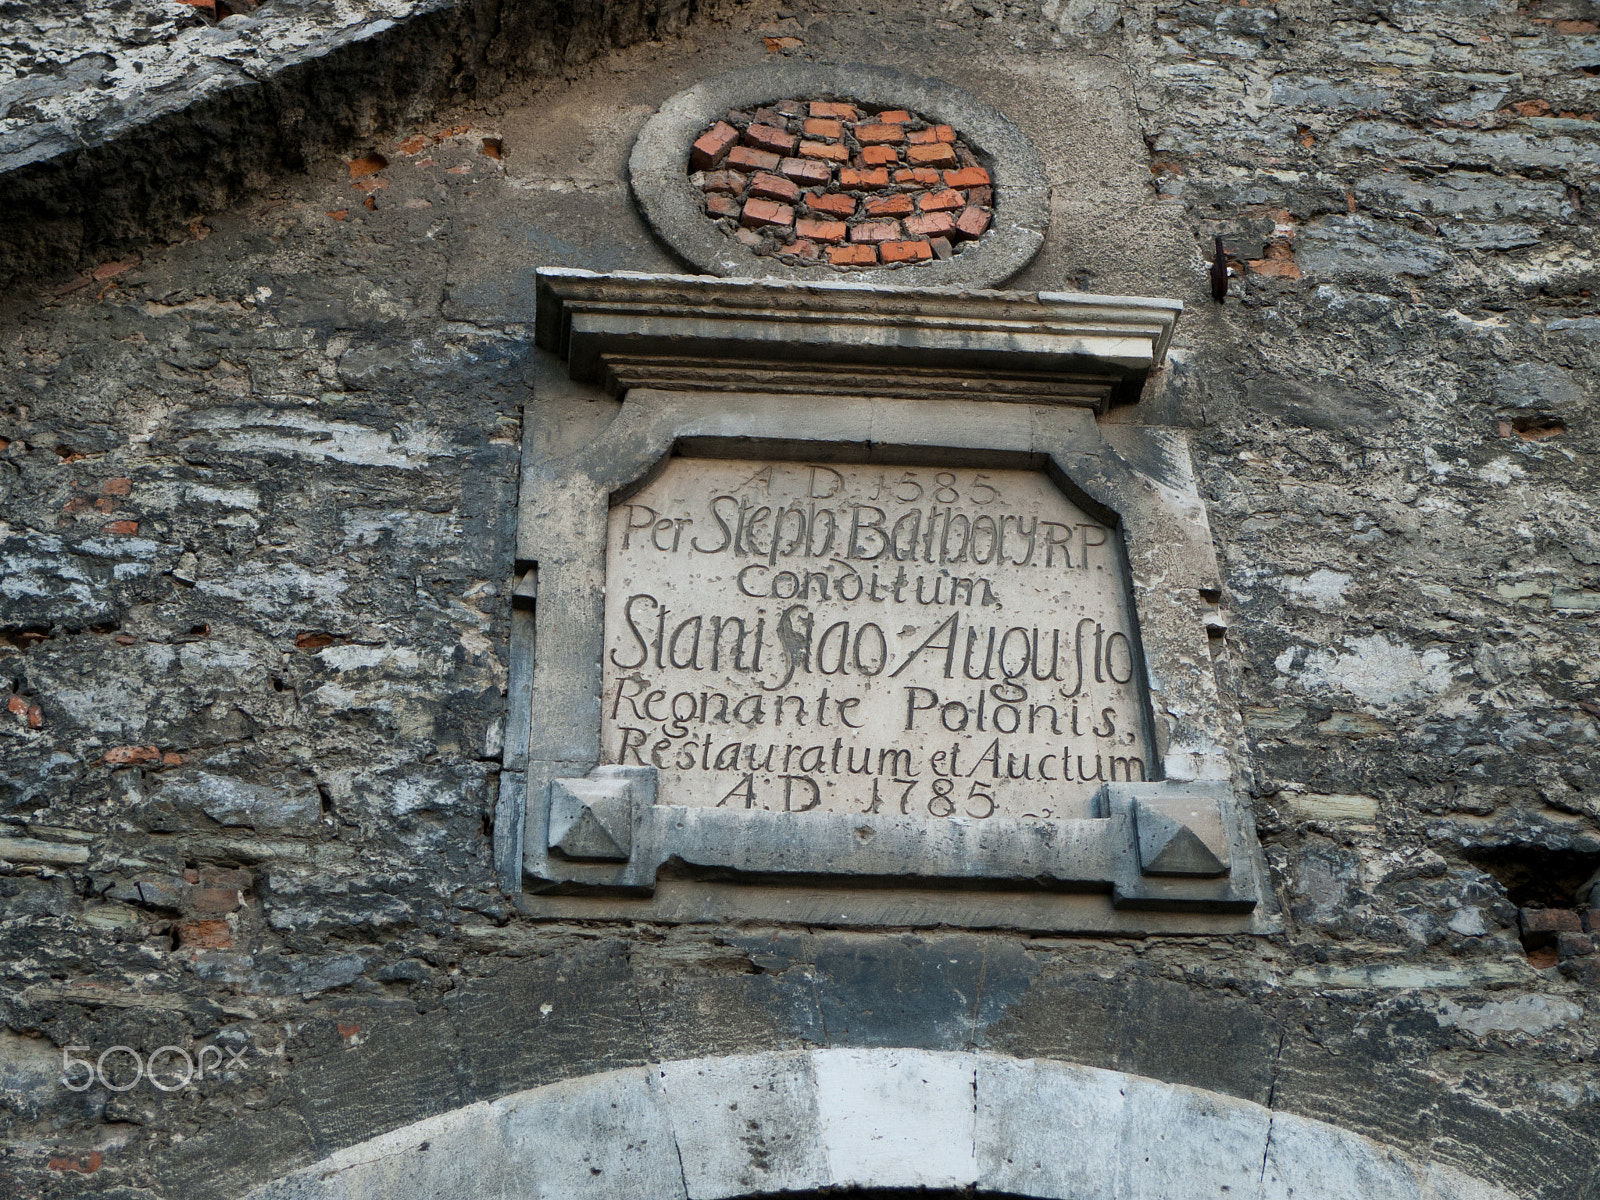 A D 1585.
Per Steph. Bathory. R.P.
Conditum,
Staniſlao Auguſto
Regnante Polonis,
Restauratum et Auctum
A. D. 1785
500px